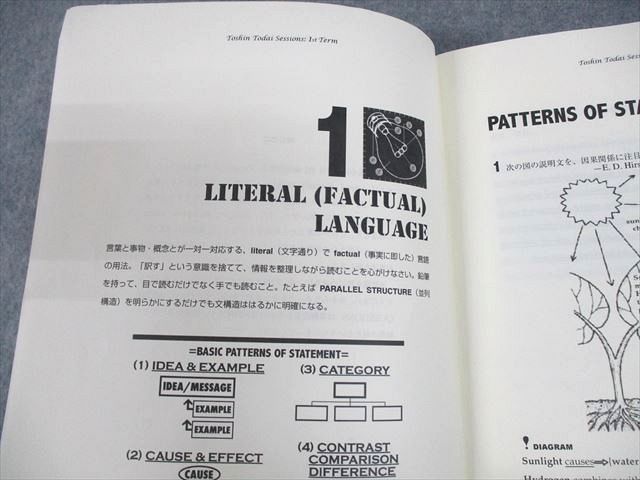 Toshin Todai Sessions: 1st Term
1
LITERAL (FACTUAL)
LANGUAGE
言葉と事物・概念とが一対一対応する、literal（文字通り）で factual（事実に即した）言語
の用法。「訳す」という意識を捨てて、情報を整理しながら読むことを心がけなさい。鉛筆
を持って、目で読むだけでなく手でも読むこと。たとえば PARALLEL STRUCTURE（並列
構造）を明らかにするだけでも文構造ははるかに明確になる。
=BASIC PATTERNS OF STATEMENT=
(1) IDEA & EXAMPLE
IDEA/MESSAGE
EXAMPLE
EXAMPLE
(2) CAUSE & EFFECT
CAUSE
(3) CATEGORY
(4) CONTRAST
COMPARISON
DIFFERENCE
Toshin Todai
PATTERNS OF
1 次の図の説明文を、因果関係に注目
—E. D. Hirs
! DIAGRAM
Sunlight causes
water
Hydrogen combines